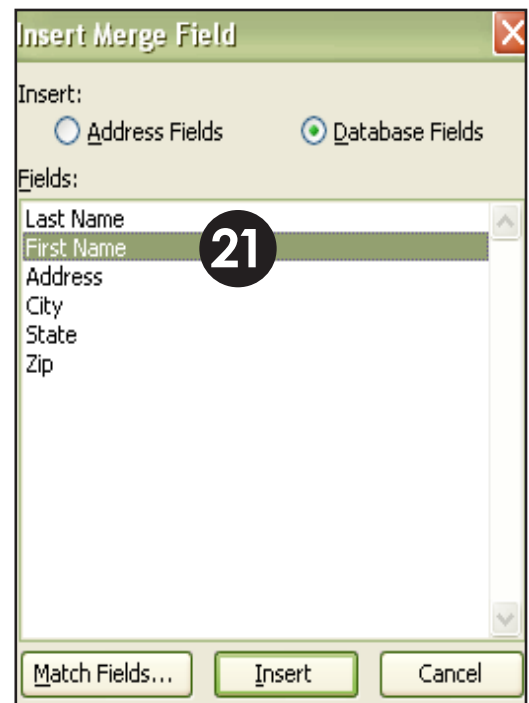 Insert Merge Field
Insert:
Address Fields Database Fields
Fields:
Last Name
First Name 21
Address
City
State
Zip
Match Fields... Insert Cancel